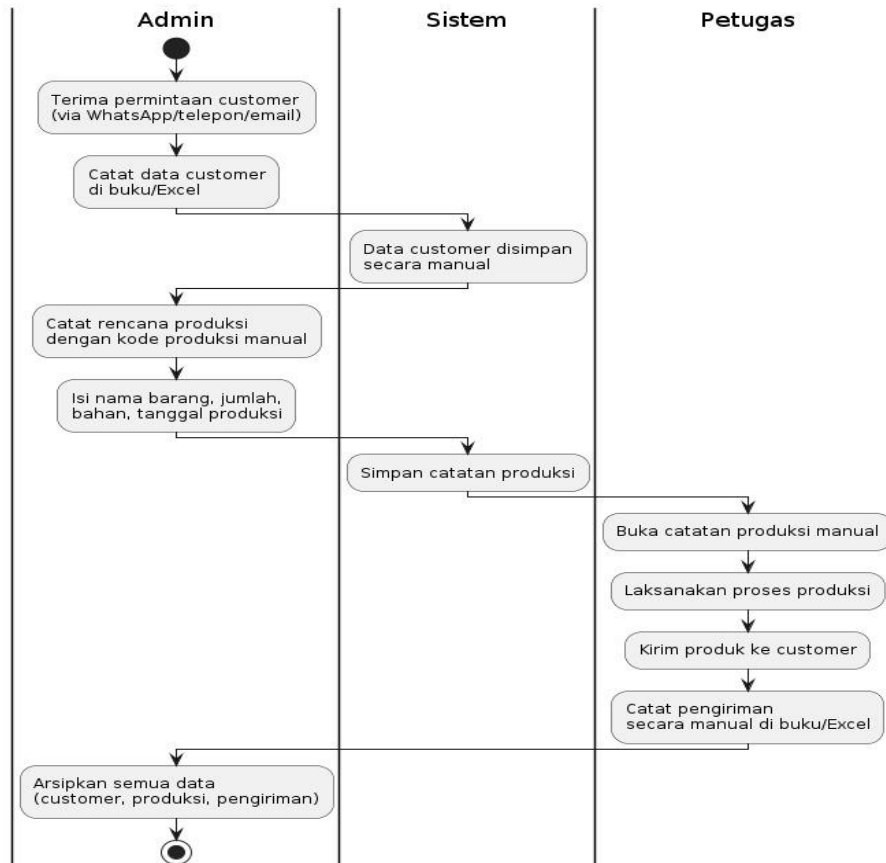 Admin
Sistem
Petugas
Terima permintaan customer
(via WhatsApp/telepon/email)
Catat data customer
di buku/Excel
Data customer disimpan
secara manual
Catat rencana produksi
dengan kode produksi manual
Isi nama barang, jumlah,
bahan, tanggal produksi
Simpan catatan produksi
Buka catatan produksi manual
Laksanakan proses produksi
Kirim produk ke customer
Catat pengiriman
secara manual di buku/Excel
Arsipkan semua data
(customer, produksi, pengiriman)